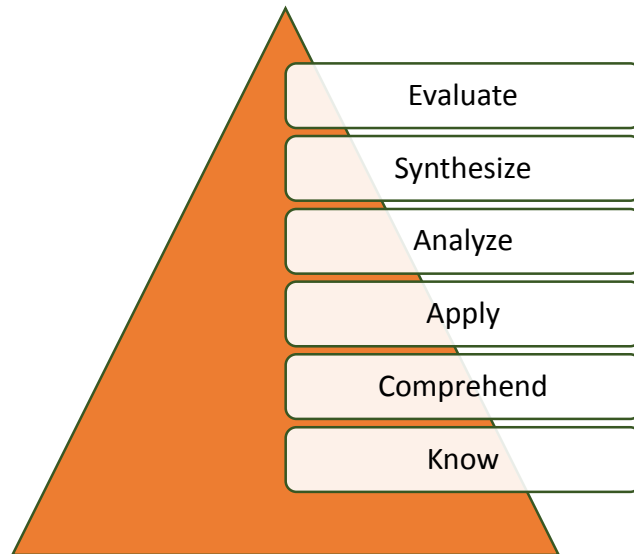 Evaluate
Synthesize
Analyze
Apply
Comprehend
Know